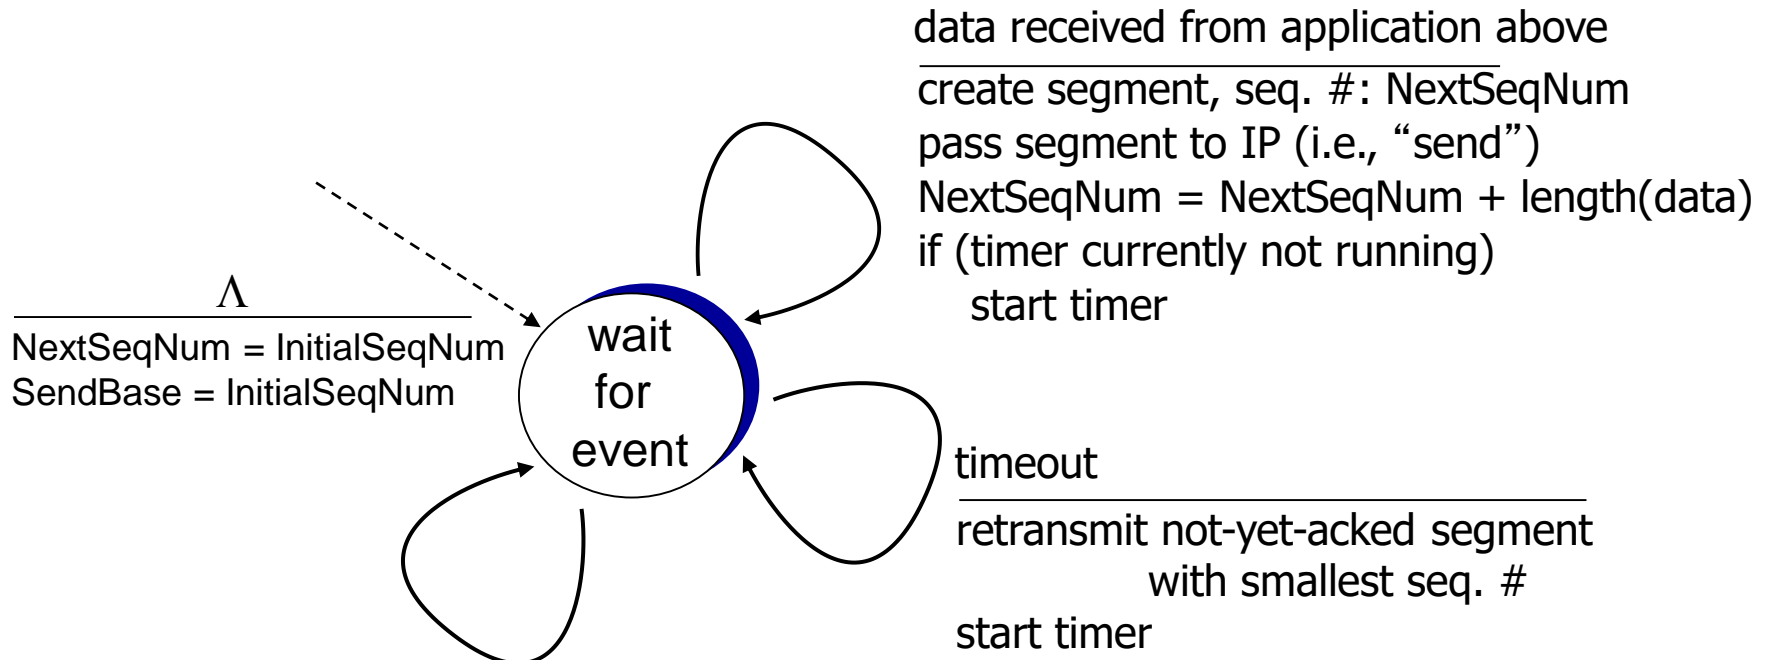 data received from application above
create segment, seq. #: NextSeqNum
pass segment to IP (i.e., “send”)
NextSeqNum = NextSeqNum + length(data)
if (timer currently not running)
start timer
Λ
NextSeqNum = InitialSeqNum
SendBase = InitialSeqNum
wait
for
event
timeout
retransmit not-yet-acked segment
with smallest seq. #
start timer